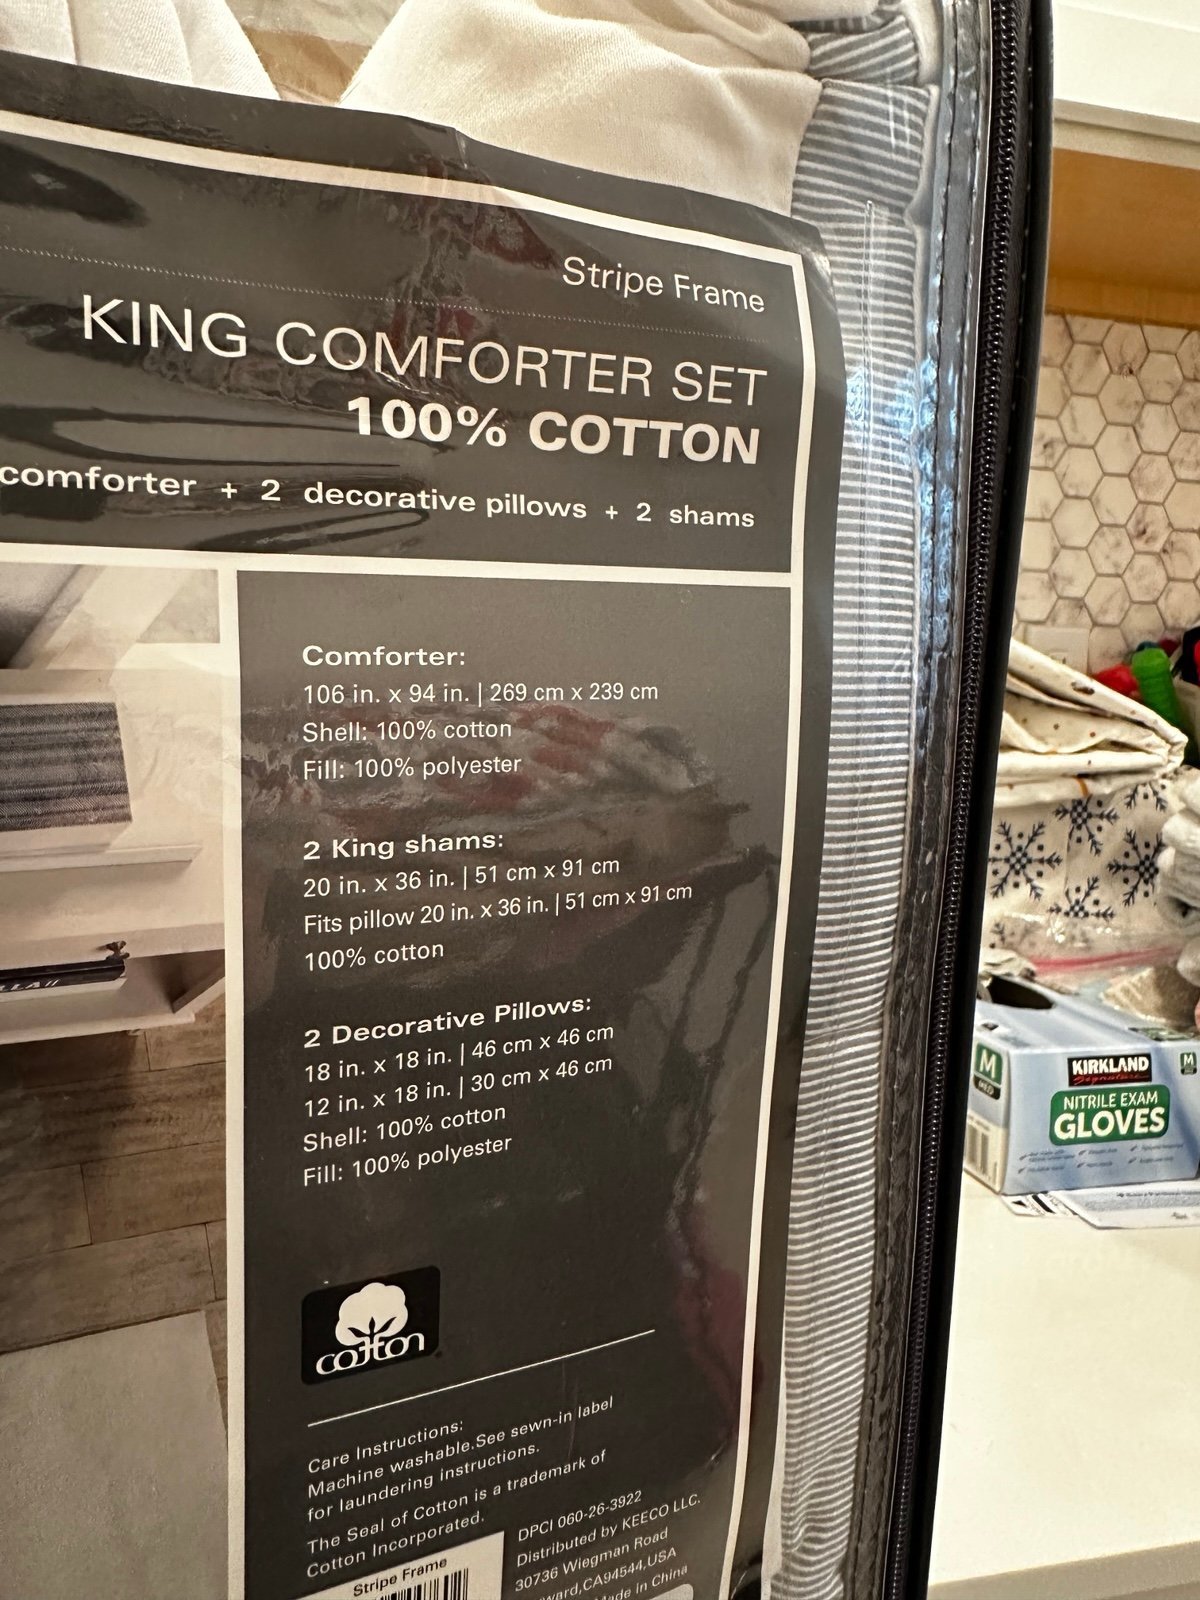 Stripe Frame
KING COMFORTER SET
100% COTTON
comforter + 2 decorative pillows + 2 shams
Comforter:
106 in. x 94 in. | 269 cm x 239 cm
Shell: 100% cotton
Fill: 100% polyester
2 King shams:
20 in. x 36 in. | 51 cm x 91 cm
Fits pillow 20 in. x 36 in. | 51 cm x 91 cm
100% cotton
2 Decorative Pillows:
18 in. x 18 in. | 46 cm x 46 cm
12 in. x 18 in. | 30 cm x 46 cm
Shell: 100% cotton
Fill: 100% polyester
cotton
Care Instructions:
Machine washable.See sewn-in label
for laundering instructions.
The Seal of Cotton is a trademark of
Cotton Incorporated.
Stripe Frame
DPCI 060-26-3922
Distributed by KEECO LLC.
30736 Wiegman Road
ward,CA94544,USA
Made in China
M
MED
KIRKLAND
Signature
NITRILE EXAM
GLOVES
M